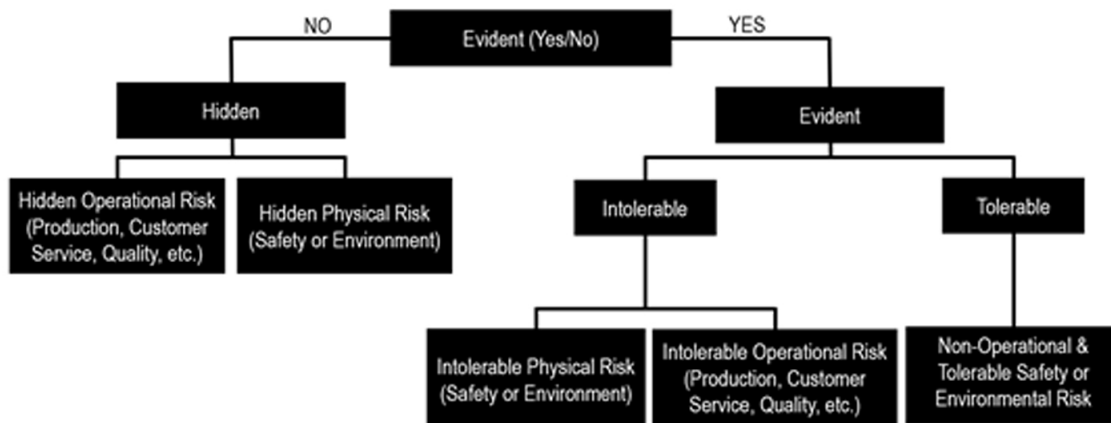 NO
Evident (Yes/No)
YES
Hidden
Evident
Hidden Operational Risk
(Production, Customer
Service, Quality, etc.)
Hidden Physical Risk
(Safety or Environment)
Intolerable
Tolerable
Intolerable Physical Risk
(Safety or Environment)
Intolerable Operational Risk
(Production, Customer
Service, Quality, etc.)
Non-Operational &
Tolerable Safety or
Environmental Risk